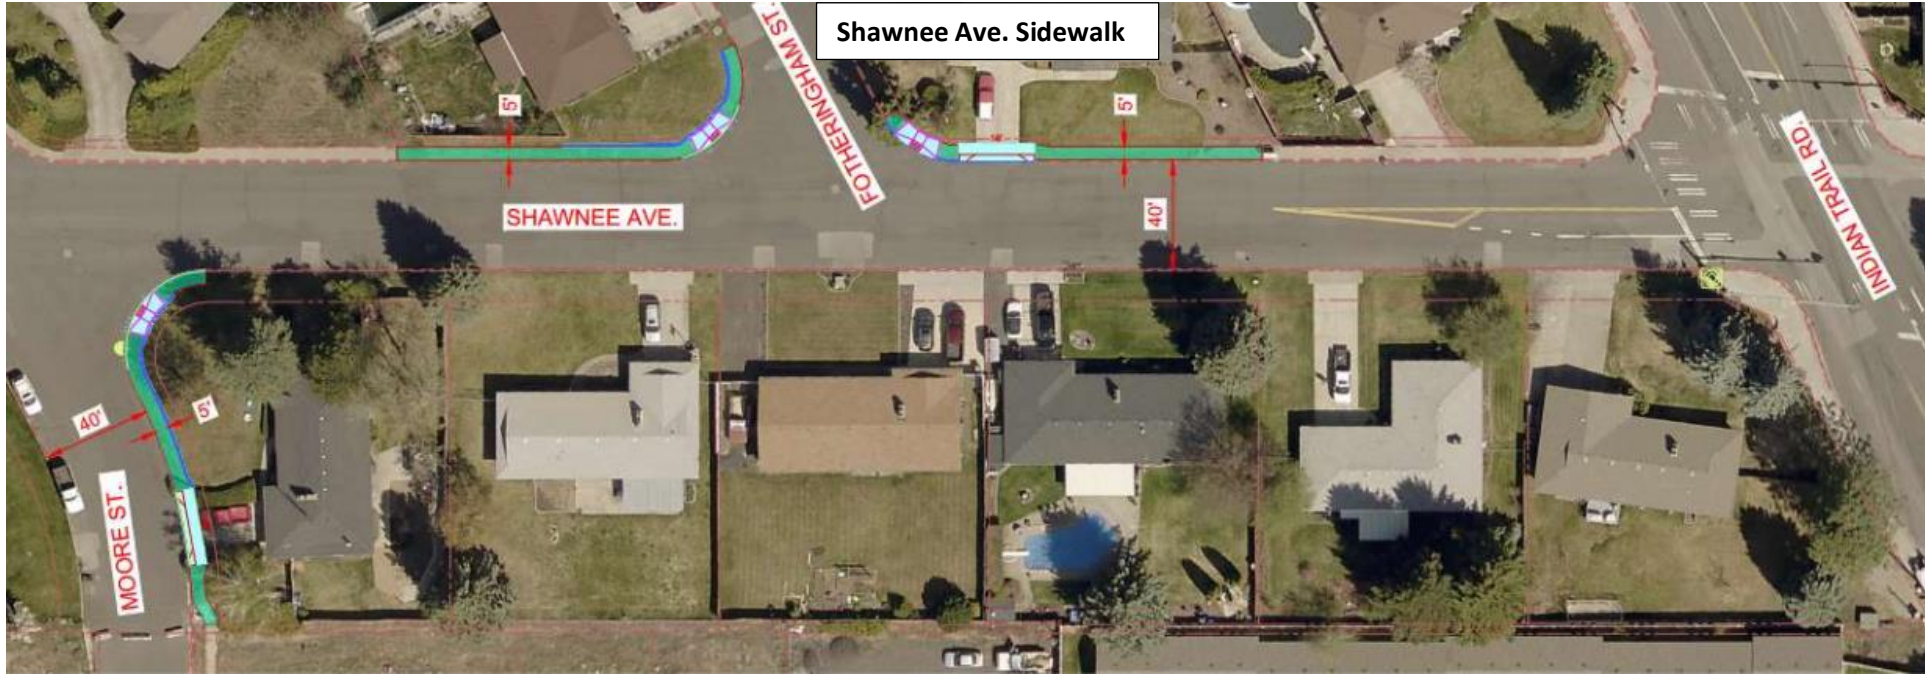 Shawnee Ave. Sidewalk
FOTHERINGHAM ST.
5'
5'
SHAWNEE AVE.
40'
INDIAN TRAIL RD.
40'
5'
MOORE ST.